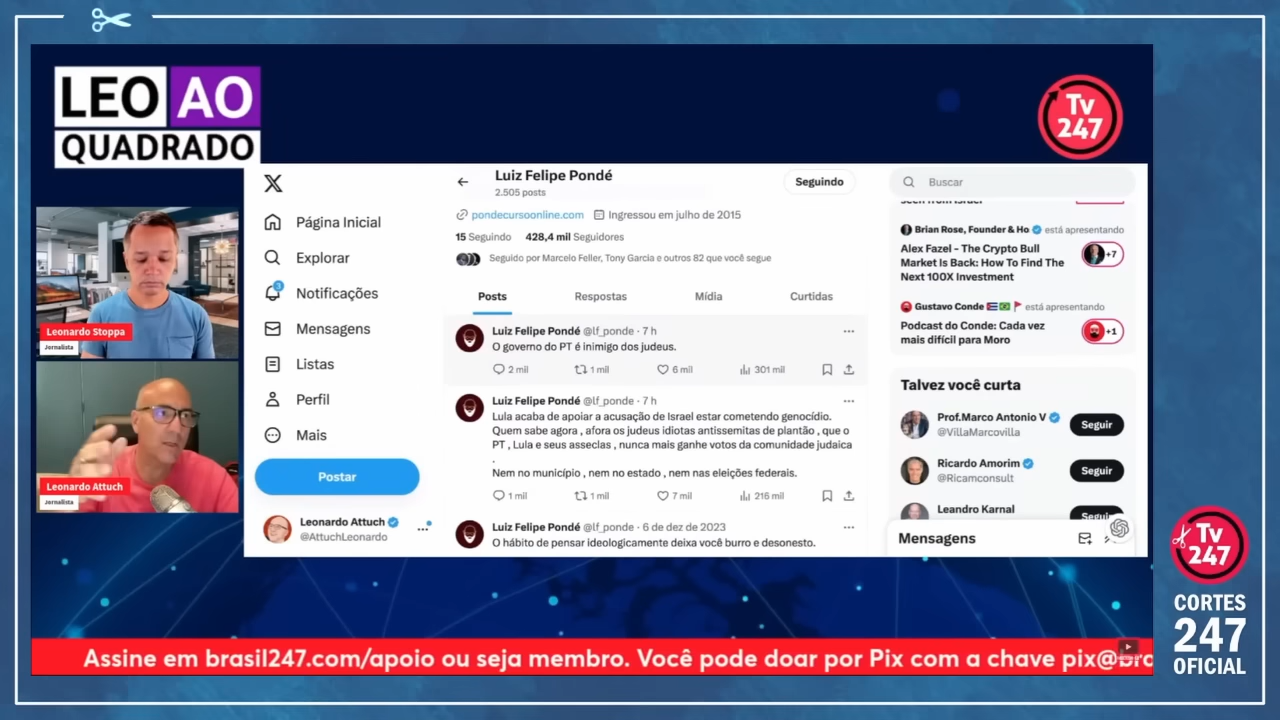 LEO AO
QUADRADO
Tv
247
Leonardo Stoppa
Jornalista
Leonardo Attuch
Jornalista
X
Página Inicial
Explorar
1
Notificações
Mensagens
Listas
Perfil
Mais
Postar
Leonardo Attuch
@AttuchLeonardo
Luiz Felipe Pondé
2.505 posts
Seguindo
pondecursoonline.com Ingressou em julho de 2015
15 Seguindo 428,4 mil Seguidores
Seguido por Marcelo Feller, Tony Garcia e outros 82 que você segue
Posts Respostas Mídia Curtidas
Luiz Felipe Pondé @lf_ponde · 7 h
O governo do PT é inimigo dos judeus.
2 mil 1 mil 6 mil 301 mil
Luiz Felipe Pondé @lf_ponde · 7 h
Lula acaba de apoiar a acusação de Israel estar cometendo genocídio.
Quem sabe agora , afora os judeus idiotas antissemitas de plantão , que o
PT , Lula e seus asseclas , nunca mais ganhe votos da comunidade judaica
.
Nem no município , nem no estado , nem nas eleições federais.
1 mil 1 mil 7 mil 216 mil
Luiz Felipe Pondé @lf_ponde · 6 de dez de 2023
O hábito de pensar ideologicamente deixa você burro e desonesto.
Buscar
seen from Israel
Brian Rose, Founder & Ho está apresentando
Alex Fazel - The Crypto Bull
Market Is Back: How To Find The
Next 100X Investment
+7
Gustavo Conde está apresentando
Podcast do Conde: Cada vez
mais difícil para Moro
+1
Talvez você curta
Prof.Marco Antonio V
@VillaMarcovilla
Seguir
Ricardo Amorim
@Ricamconsult
Seguir
Leandro Karnal
Seguir
Mensagens
Assine em brasil247.com/apoio ou seja membro. Você pode doar por Pix com a chave pix@bra
Tv
247
CORTES
247
OFICIAL